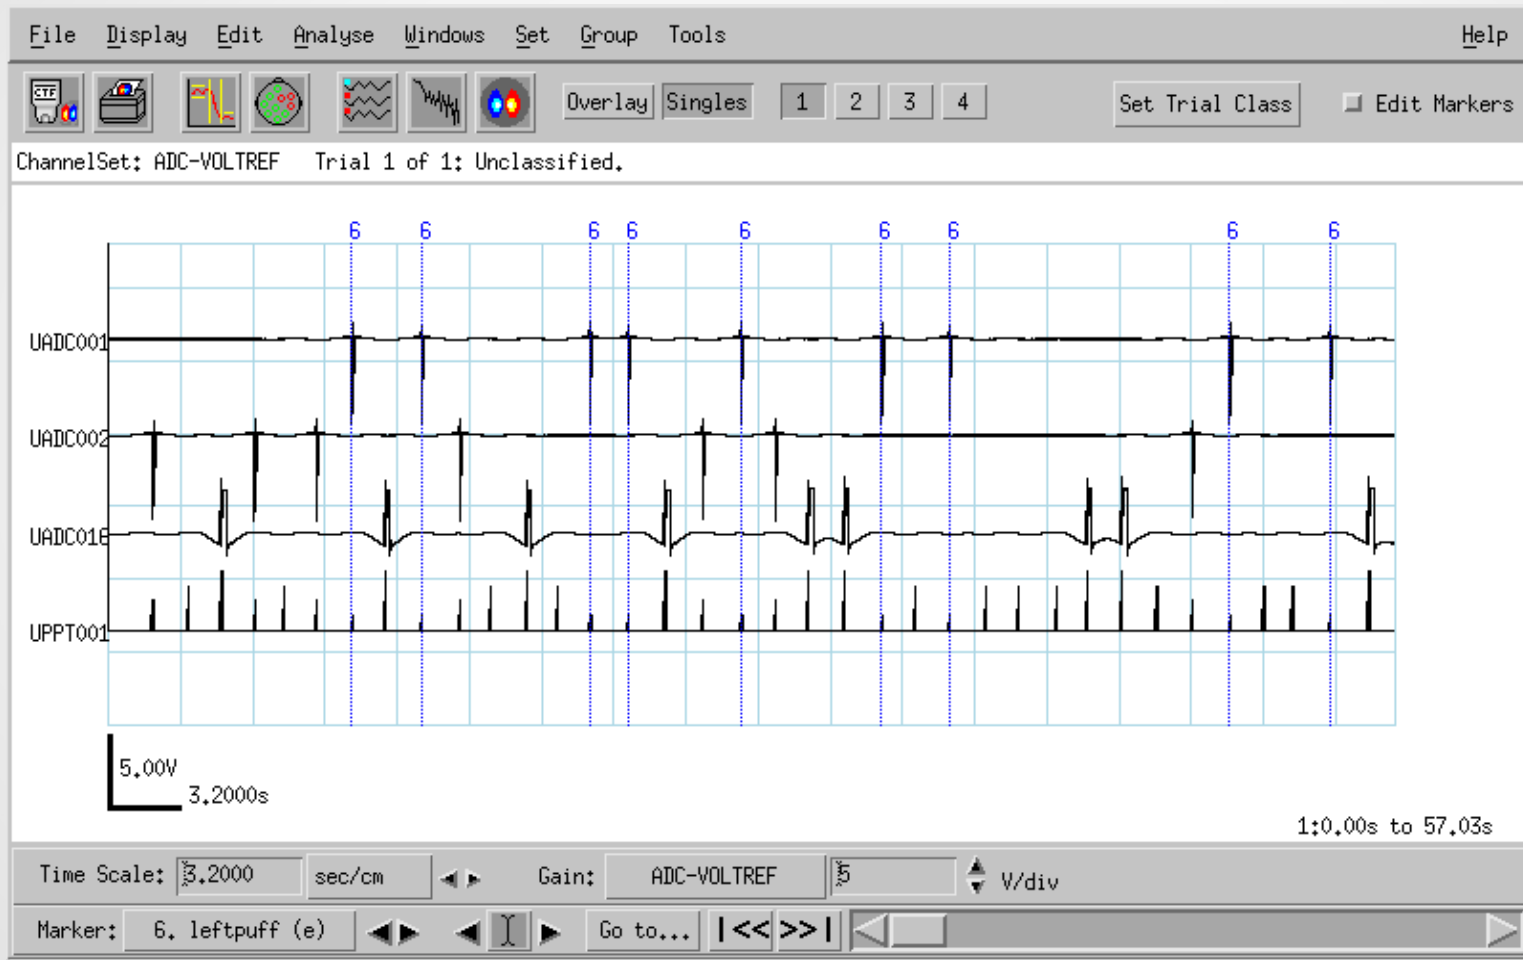 File Display Edit Analyse Windows Set Group Tools Help
CTF Overlay Singles 1 2 3 4 Set Trial Class Edit Markers
ChannelSet: ADC-VOLTREF Trial 1 of 1: Unclassified.
6 6 6 6 6 6 6 6 6
UADC001
UADC002
UADC016
UPPT001
5.00V
3.2000s
1:0.00s to 57.03s
Time Scale: 3.2000 sec/cm Gain: ADC-VOLTREF 5 V/div
Marker: 6. leftpuff (e) Go to... |<< >>|